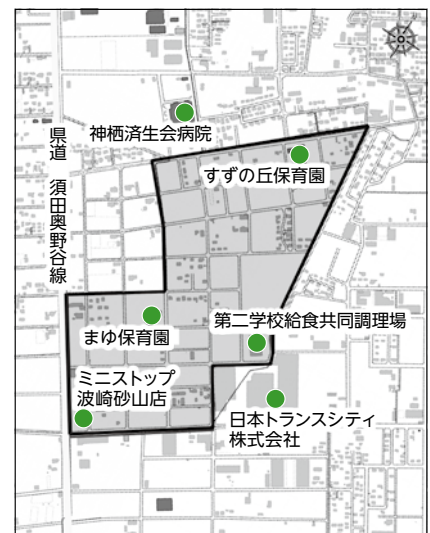 神栖済生会病院
県道　須田奥野谷線
すずの丘保育園
まゆ保育園
第二学校給食共同調理場
ミニストップ
波崎砂山店
日本トランスシティ
株式会社